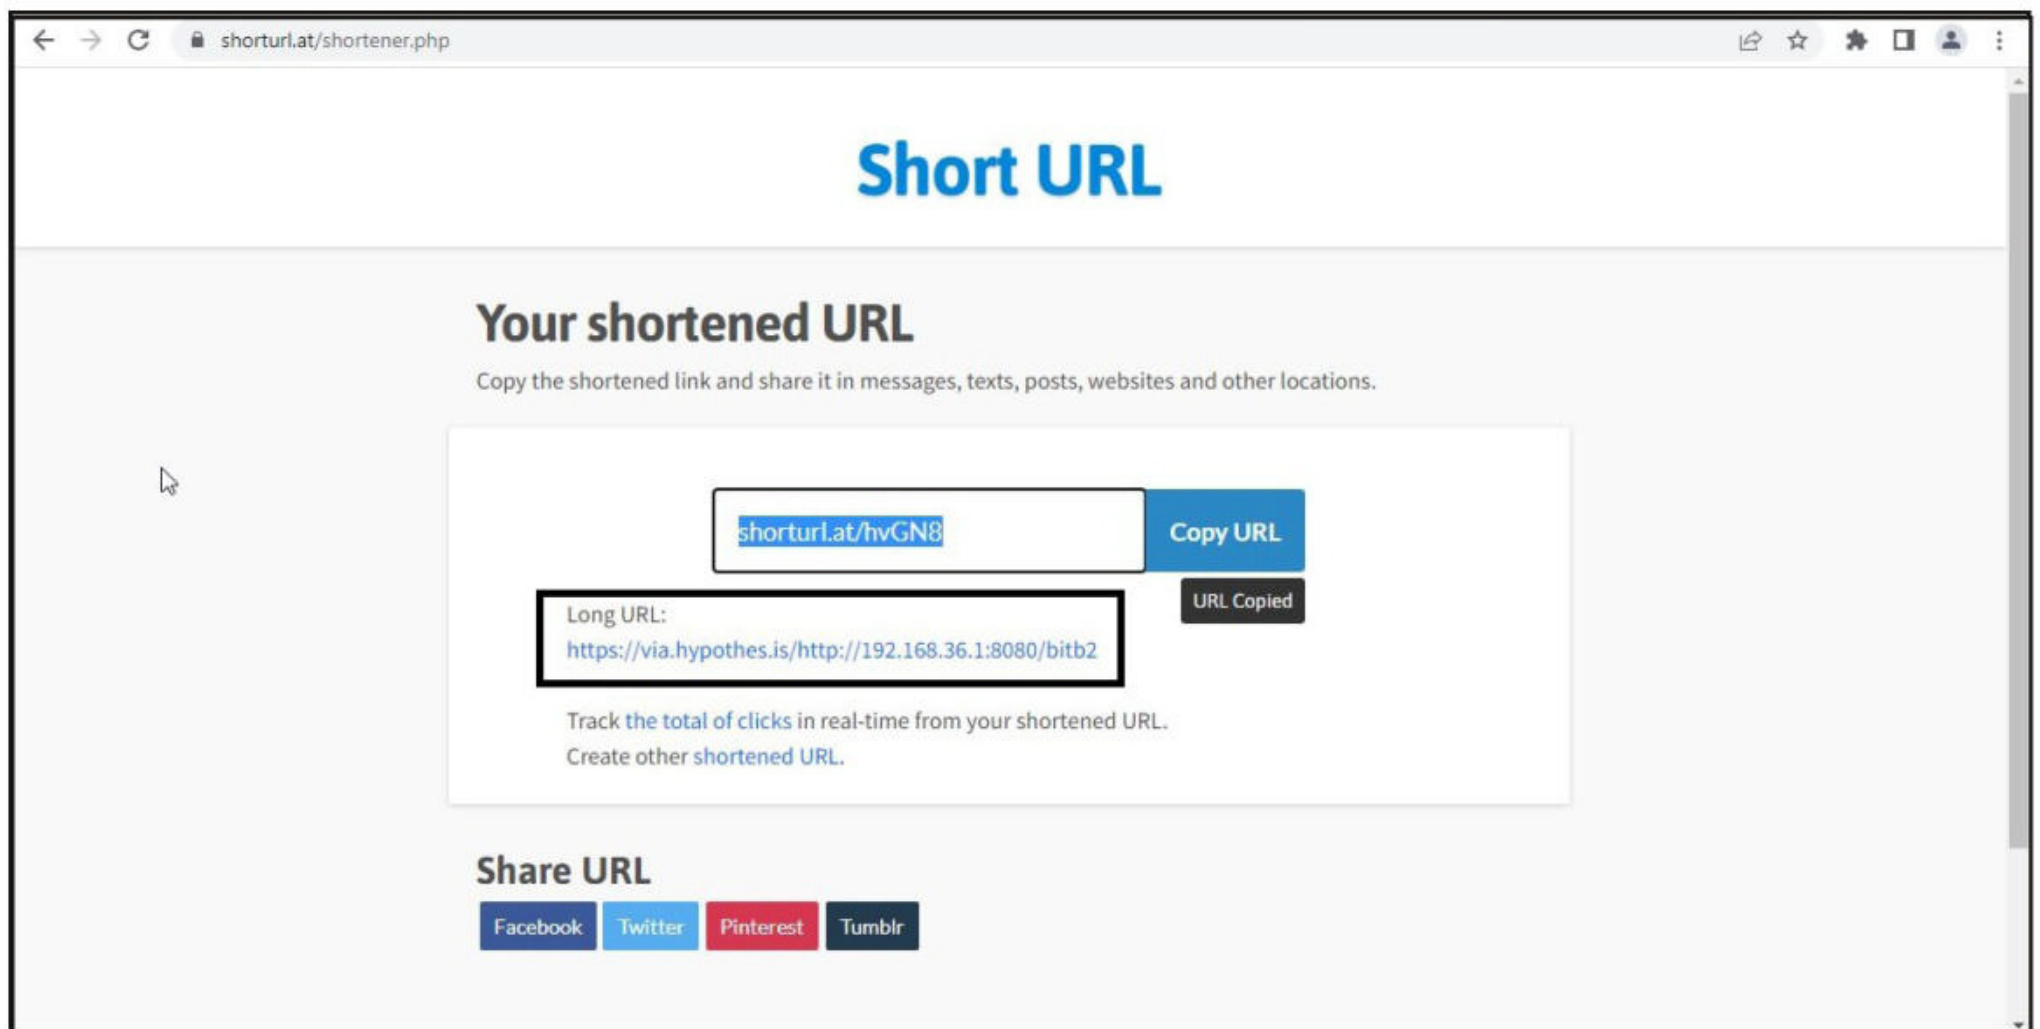 shorturl.at/shortener.php
Short URL
Your shortened URL
Copy the shortened link and share it in messages, texts, posts, websites and other locations.
shorturl.at/hvGN8
Copy URL
URL Copied
Long URL:
https://via.hypothes.is/http://192.168.36.1:8080/bitb2
Track the total of clicks in real-time from your shortened URL.
Create other shortened URL.
Share URL
Facebook Twitter Pinterest Tumblr